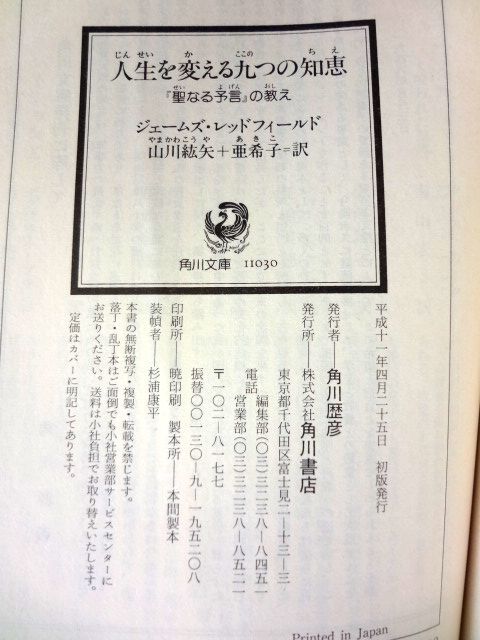 じん せい か ここの ち え
人生を変える九つの知恵
せい よ げん おし
『聖なる予言』の教え
ジェームズ・レッドフィールド
やまかわこう や あ き こ
山川紘矢+亜希子=訳
角川文庫 11030
平成十一年四月二十五日 初版発行
発行者――角川歴彦
発行所――株式会社角川書店
東京都千代田区富士見二―十三―三
電話 編集部(〇三)三二三八―八四五一
営業部(〇三)三二三八―八五二一
〒一〇二―八一七七
振替〇〇一三〇―九―一九五二〇八
印刷所――暁印刷 製本所――本間製本
装幀者――杉浦康平
本書の無断複写・複製・転載を禁じます。
落丁・乱丁本はご面倒でも小社営業部サービスセンターに
お送りください。送料は小社負担でお取り替えいたします。
定価はカバーに明記してあります。
Printed in Japan